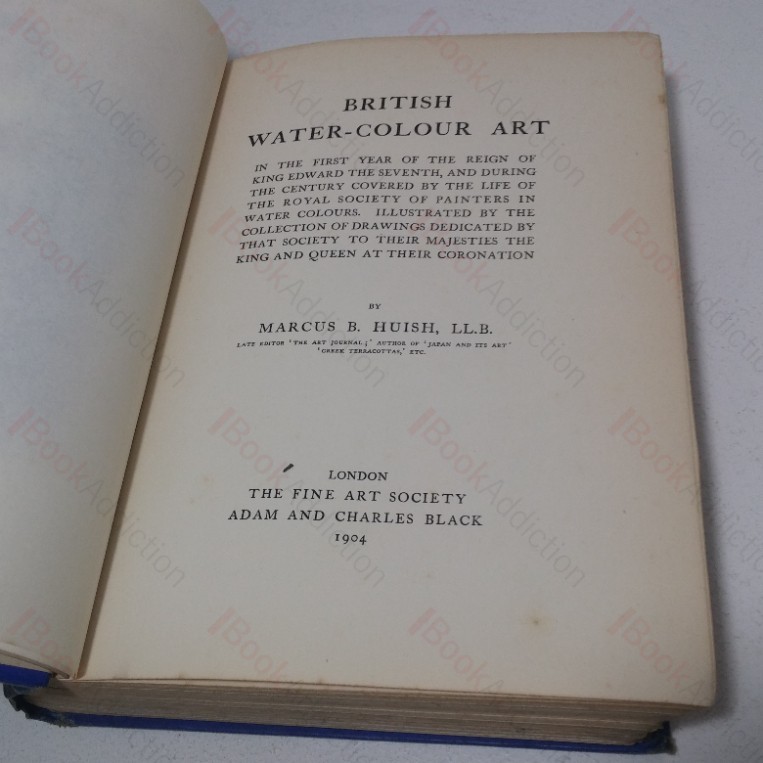 BRITISH
WATER-COLOUR ART
IN THE FIRST YEAR OF THE REIGN OF
KING EDWARD THE SEVENTH, AND DURING
THE CENTURY COVERED BY THE LIFE OF
THE ROYAL SOCIETY OF PAINTERS IN
WATER COLOURS. ILLUSTRATED BY THE
COLLECTION OF DRAWINGS DEDICATED BY
THAT SOCIETY TO THEIR MAJESTIES THE
KING AND QUEEN AT THEIR CORONATION
BY
MARCUS B. HUISH, LL.B.
LATE EDITOR 'THE ART JOURNAL;' AUTHOR OF 'JAPAN AND ITS ART'
'GREEK TERRACOTTAS,' ETC.
LONDON
THE FINE ART SOCIETY
ADAM AND CHARLES BLACK
1904
BookAddiction